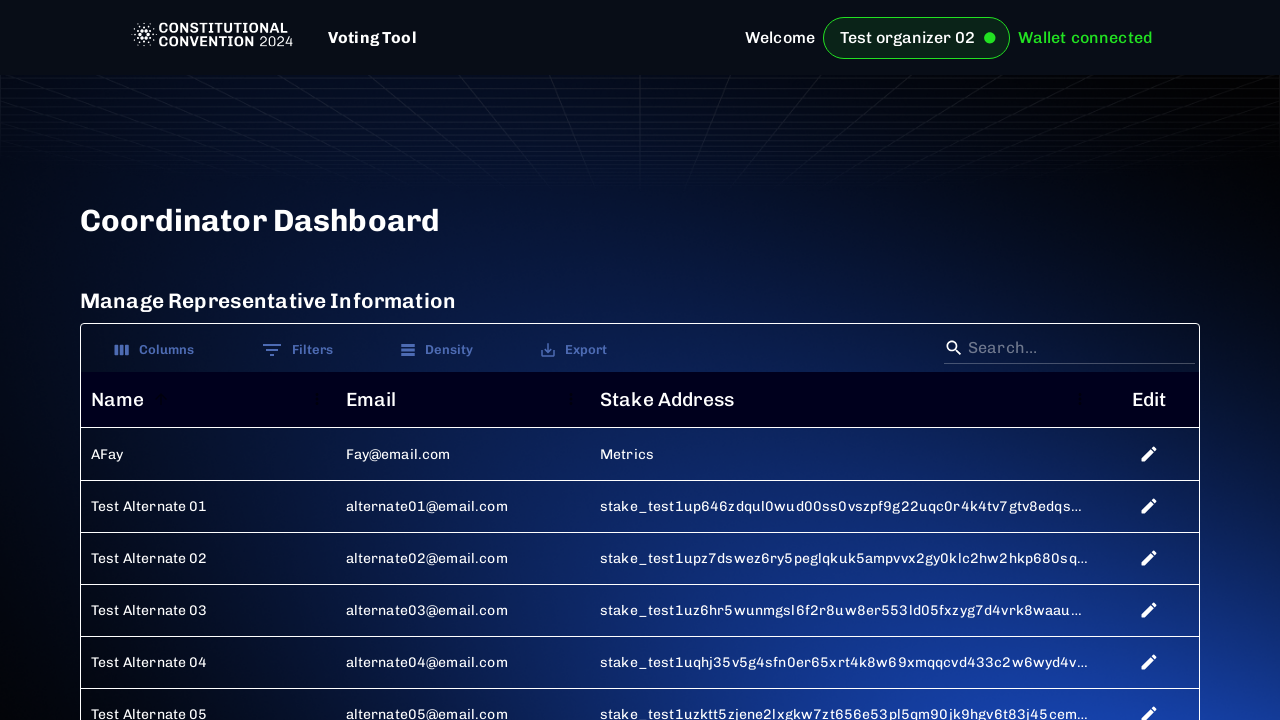 CONSTITUTIONAL
CONVENTION 2024
Voting Tool
Welcome
Test organizer 02
Wallet connected
Coordinator Dashboard
Manage Representative Information
Columns
Filters
Density
Export
Search...
Name Email Stake Address Edit
AFay Fay@email.com Metrics
Test Alternate 01 alternate01@email.com stake_test1up646zdqul0wud00ss0vszpf9g22uqc0r4k4tv7gtv8edqs...
Test Alternate 02 alternate02@email.com stake_test1upz7dswez6ry5peglqkuk5ampvvx2gy0klc2hw2hkp680sq...
Test Alternate 03 alternate03@email.com stake_test1uz6hr5wunmgsl6f2r8uw8er553ld05fxzyg7d4vrk8waau...
Test Alternate 04 alternate04@email.com stake_test1uqhj35v5g4sfn0er65xrt4k8w69xmqqcvd433c2w6wyd4v...
Test Alternate 05 alternate05@email.com stake_test1uzktt5zjene2lxgkw7zt656e53pl5qm90jk9hgv6t83j45cem...